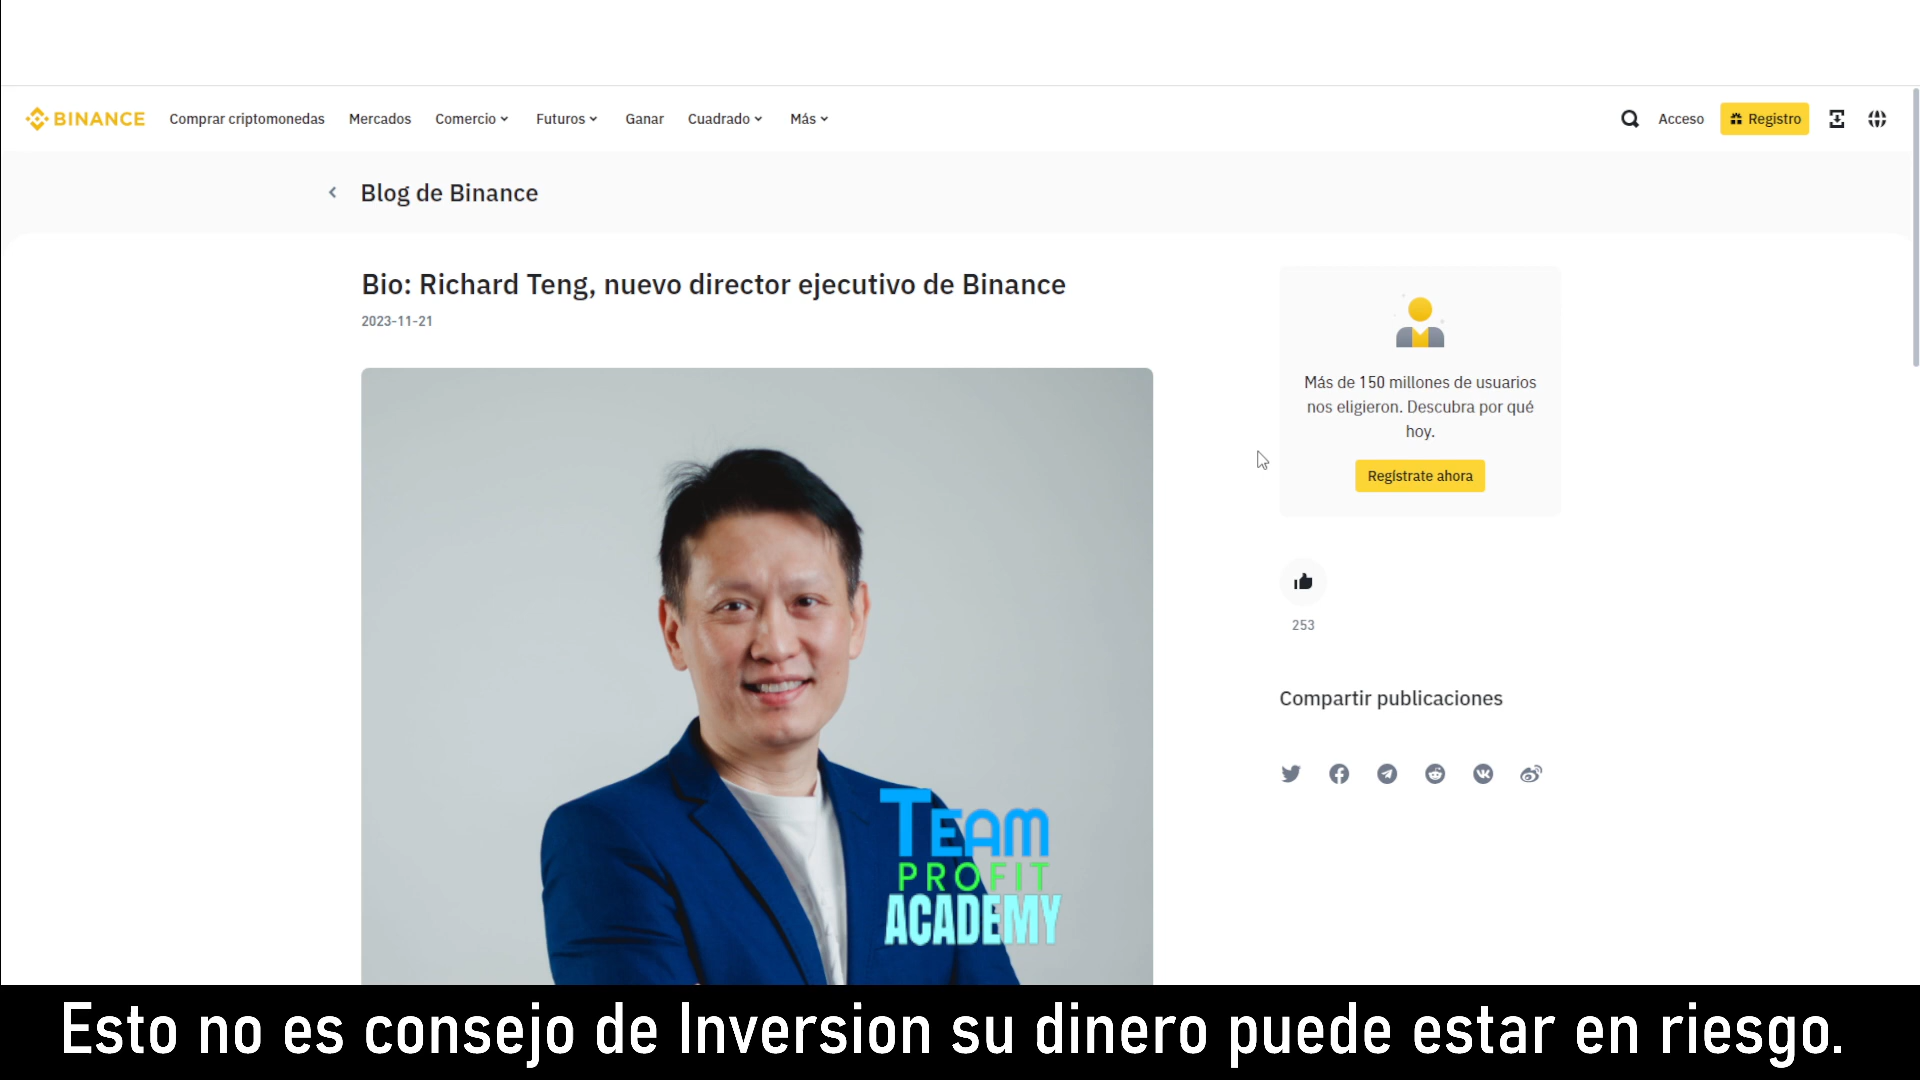 BINANCE Comprar criptomonedas Mercados Comercio Futuros Ganar Cuadrado Más Acceso Registro
Blog de Binance
Bio: Richard Teng, nuevo director ejecutivo de Binance
2023-11-21
Más de 150 millones de usuarios
nos eligieron. Descubra por qué
hoy.
Regístrate ahora
253
Compartir publicaciones
TEAM
PROFIT
ACADEMY
Esto no es consejo de Inversion su dinero puede estar en riesgo.